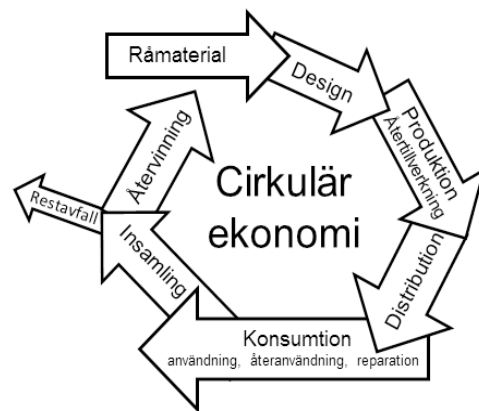 Råmaterial
Design
Produktion
Återtillverkning
Distribution
Konsumtion
användning, återanvändning, reparation
Insamling
Restavfall
Återvinning
Cirkulär
ekonomi